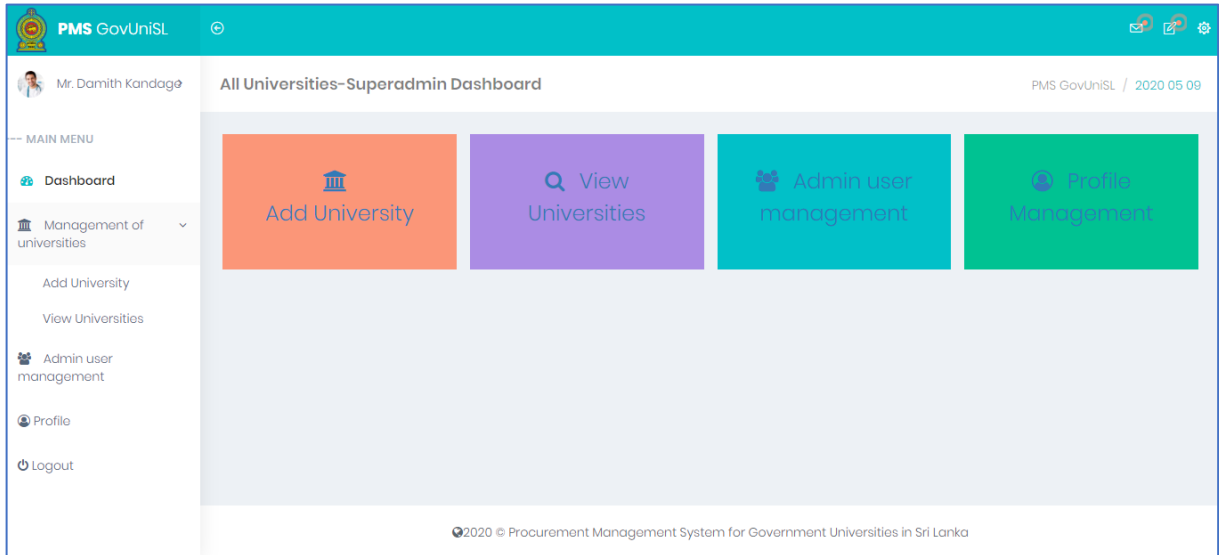 PMS GovUniSL
Mr. Damith Kandage
All Universities-Superadmin Dashboard
PMS GovUniSL / 2020 05 09
--- MAIN MENU
Dashboard
Management of
universities
Add University
View Universities
Admin user
management
Profile
Logout
Add University
View
Universities
Admin user
management
Profile
Management
2020 © Procurement Management System for Government Universities in Sri Lanka